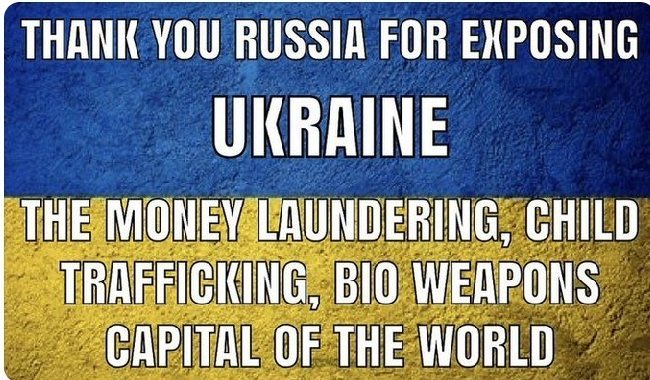 THANK YOU RUSSIA FOR EXPOSING
UKRAINE
THE MONEY LAUNDERING, CHILD
TRAFFICKING, BIO WEAPONS
CAPITAL OF THE WORLD